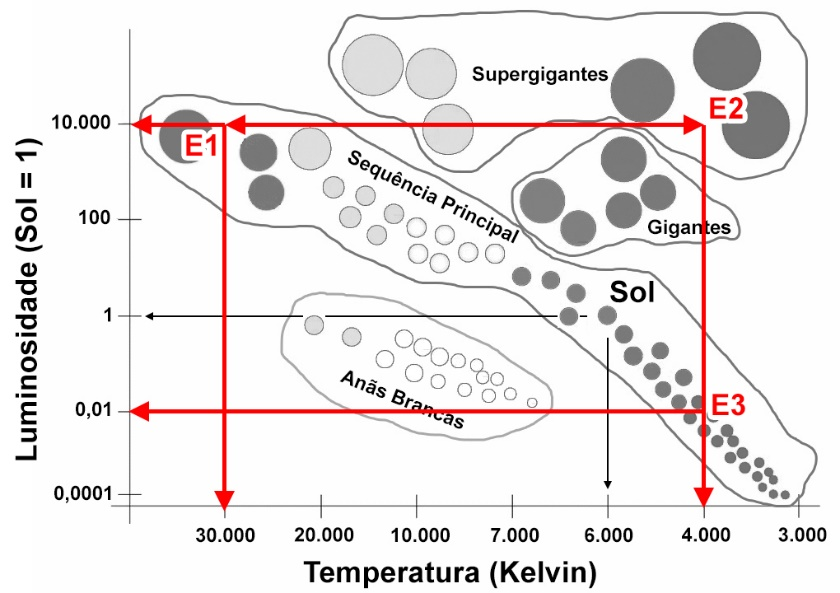 Supergigantes
E2
10.000
E1
Sequência Principal
100
Gigantes
Sol
1
Anãs Brancas
0,01
E3
0,0001
Luminosidade (Sol = 1)
30.000 20.000 10.000 7.000 6.000 4.000 3.000
Temperatura (Kelvin)